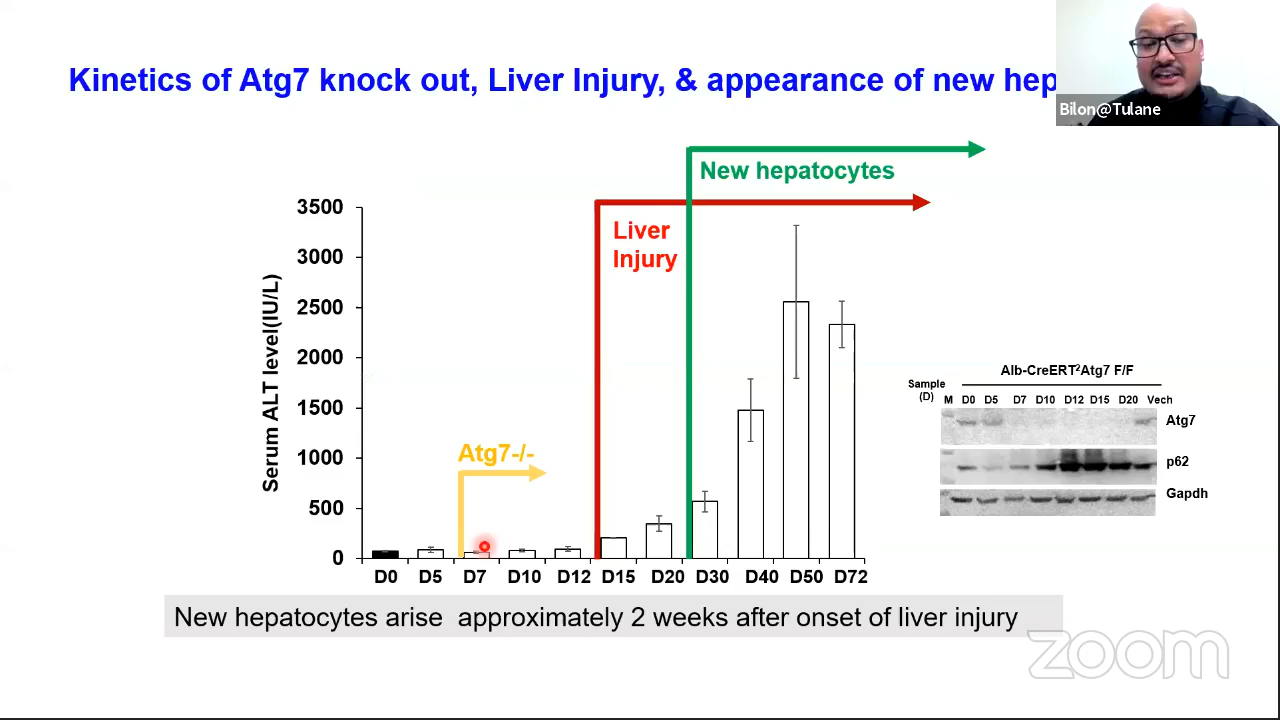 Kinetics of Atg7 knock out, Liver Injury, & appearance of new hep
Bilon@Tulane
New hepatocytes
Liver
Injury
Atg7-/-
Serum ALT level(IU/L)
3500
3000
2500
2000
1500
1000
500
0
D0 D5 D7 D10 D12 D15 D20 D30 D40 D50 D72
Alb-CreERT²Atg7 F/F
Sample
(D) M D0 D5 D7 D10 D12 D15 D20 Vech
Atg7
p62
Gapdh
New hepatocytes arise approximately 2 weeks after onset of liver injury
zoom